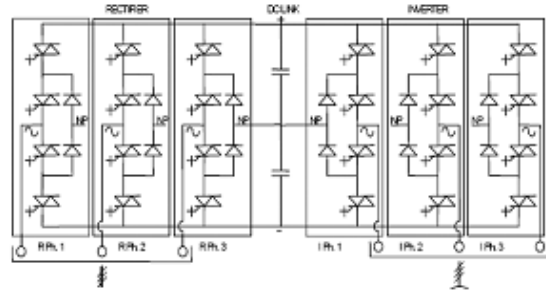 RECTIFIER DC LINK INVERTER
+
NP NP NP NP NP NP
-
R Ph. 1 R Ph. 2 R Ph. 3 I Ph. 1 I Ph. 2 I Ph. 3